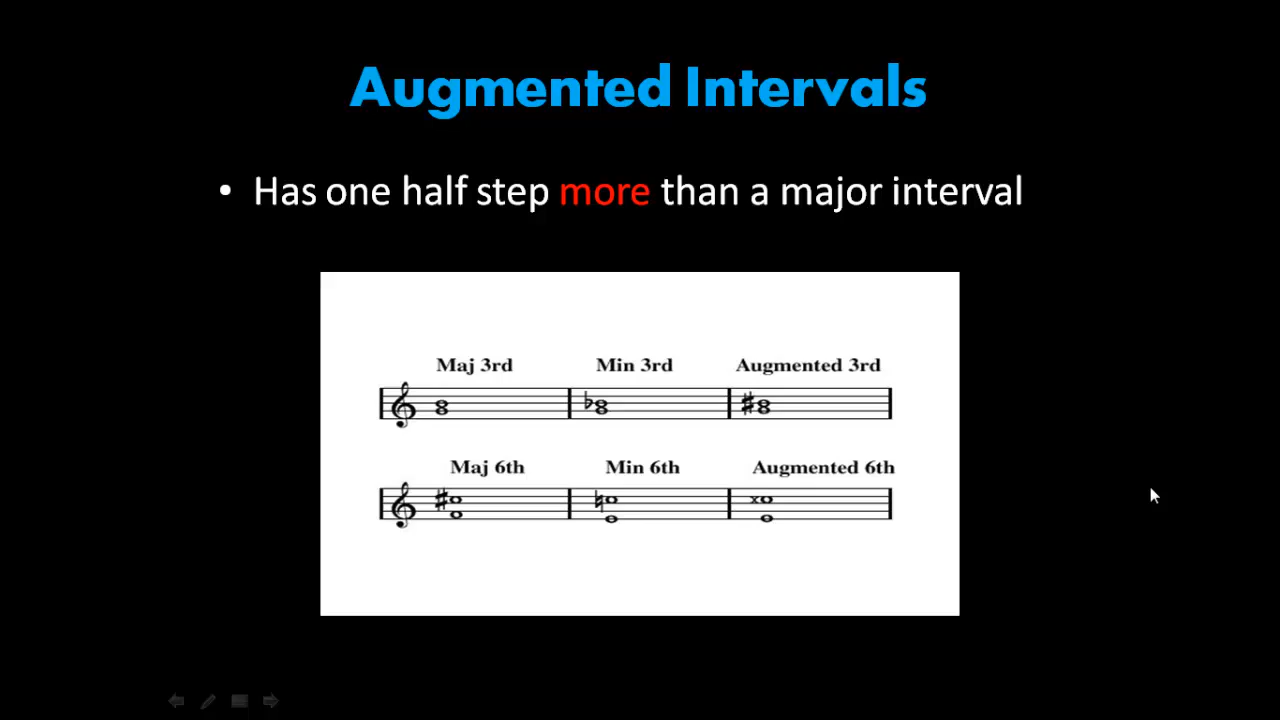 Augmented Intervals
• Has one half step more than a major interval
Maj 3rd Min 3rd Augmented 3rd
Maj 6th Min 6th Augmented 6th